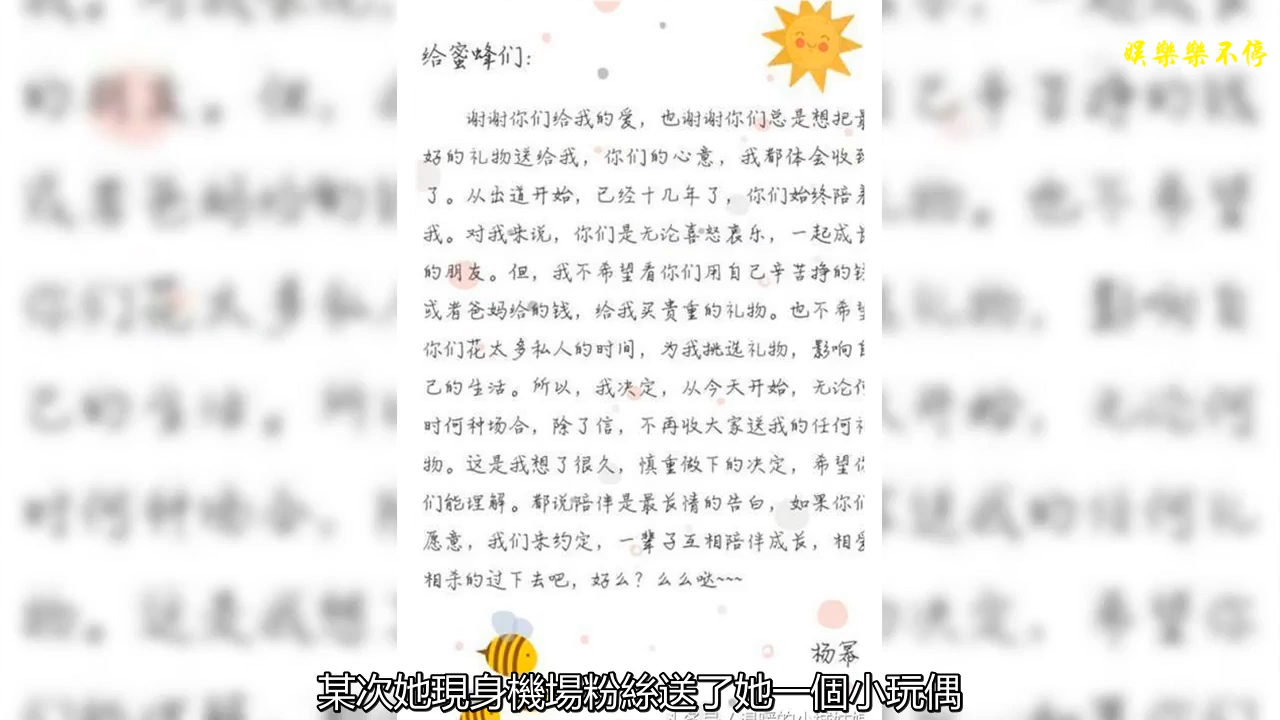 娱樂樂不停
给蜜蜂们:
谢谢你们给我的爱，也谢谢你们总是想把最
好的礼物送给我，你们的心意，我都体会收到
了。从出道开始，已经十几年了，你们始终陪着
我。对我来说，你们是无论喜怒哀乐，一起成长
的朋友。但，我不希望看你们用自己辛苦挣的钱
或者爸妈给的钱，给我买贵重的礼物。也不希望
你们花太多私人的时间，为我挑选礼物，影响自
己的生活。所以，我决定，从今天开始，无论何
时何种场合，除了信，不再收大家送我的任何礼
物。这是我想了很久，慎重做下的决定，希望你
们能理解。都说陪伴是最长情的告白，如果你们
愿意，我们来约定，一辈子互相陪伴成长，相爱
相杀的过下去吧，好么？么么哒~~~
杨幂
某次她現身機場粉絲送了她一個小玩偶